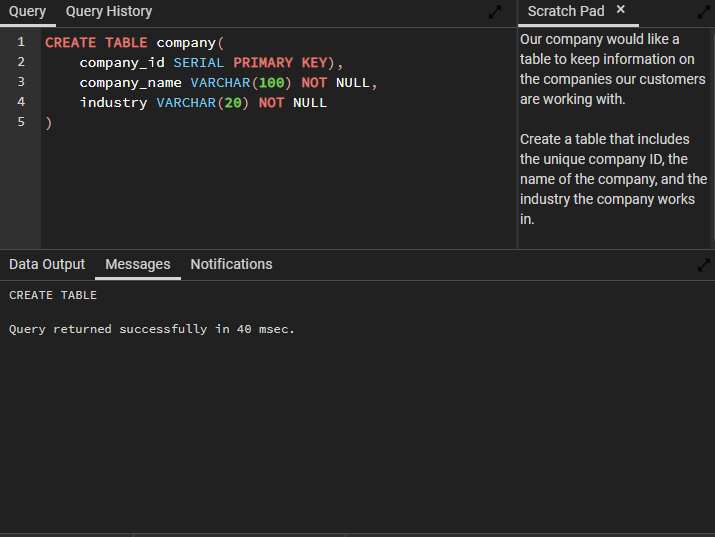 Query Query History
1 CREATE TABLE company(
2 company_id SERIAL PRIMARY KEY),
3 company_name VARCHAR(100) NOT NULL,
4 industry VARCHAR(20) NOT NULL
5 )
Scratch Pad ×
Our company would like a
table to keep information on
the companies our customers
are working with.
Create a table that includes
the unique company ID, the
name of the company, and the
industry the company works
in.
Data Output Messages Notifications
CREATE TABLE
Query returned successfully in 40 msec.